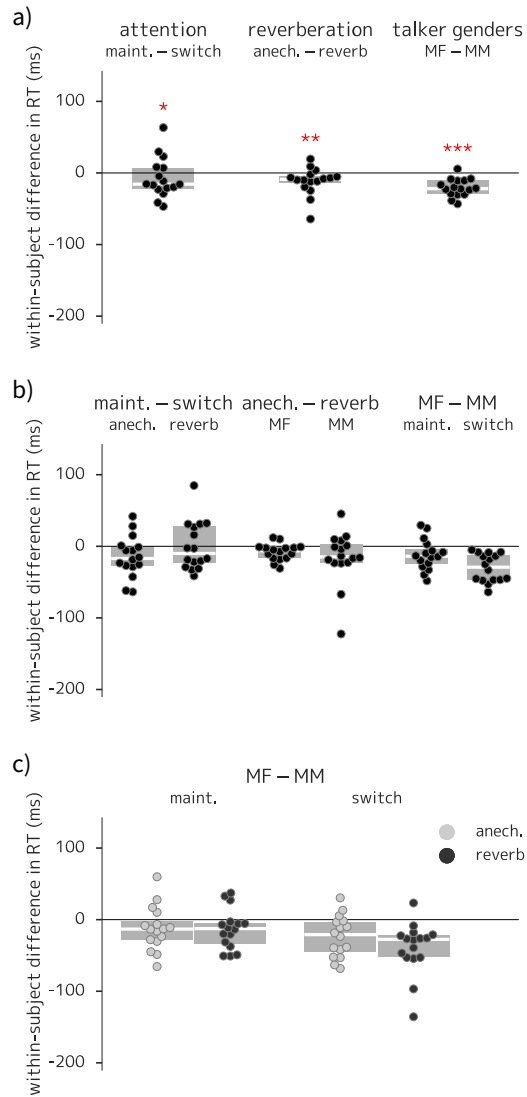 a)
attention reverberation talker genders
maint. – switch anech. – reverb MF – MM
within-subject difference in RT (ms)
100
0
-100
-200
* ** ***
b)
maint. – switch anech. – reverb MF – MM
anech. reverb MF MM maint. switch
within-subject difference in RT (ms)
100
0
-100
-200
c)
MF – MM
maint. switch
within-subject difference in RT (ms)
100
0
-100
-200
anech.
reverb